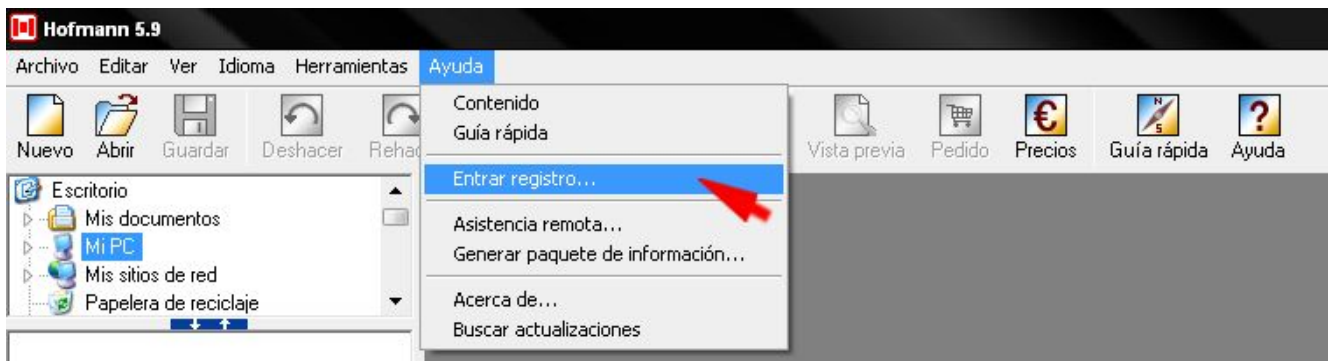 Hofmann 5.9
Archivo Editar Ver Idioma Herramientas Ayuda
Contenido
Guía rápida
Entrar registro...
Asistencia remota...
Generar paquete de información...
Acerca de...
Buscar actualizaciones
Nuevo Abrir Guardar Deshacer Vista previa Pedido Precios Guía rápida Ayuda
Escritorio
Mis documentos
Mi PC
Mis sitios de red
Papelera de reciclaje